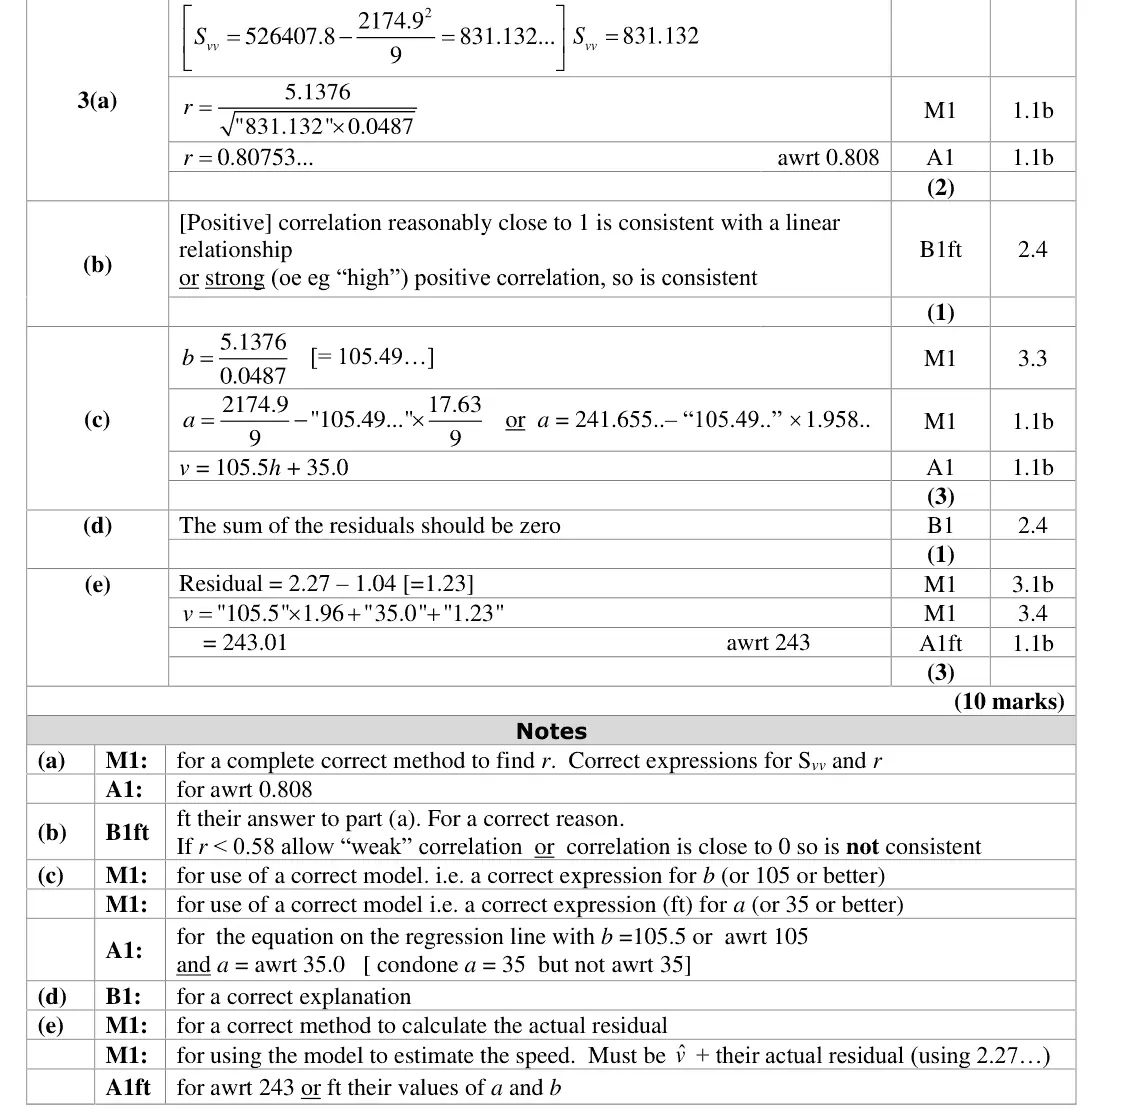 [S_vv = 526407.8 − 2174.9²/9 = 831.132...] S_vv = 831.132
3(a)
r = 5.1376/√("831.132"×0.0487) M1 1.1b
r = 0.80753... awrt 0.808 A1 1.1b
(2)
(b)
[Positive] correlation reasonably close to 1 is consistent with a linear
relationship
or strong (oe eg “high”) positive correlation, so is consistent
B1ft 2.4
(1)
(c)
b = 5.1376/0.0487 [= 105.49…] M1 3.3
a = 2174.9/9 − "105.49..."× 17.63/9 or a = 241.655..– “105.49..” × 1.958.. M1 1.1b
v = 105.5h + 35.0 A1 1.1b
(3)
(d) The sum of the residuals should be zero B1 2.4
(1)
(e) Residual = 2.27 – 1.04 [=1.23] M1 3.1b
v = "105.5"×1.96 + "35.0"+ "1.23" M1 3.4
= 243.01 awrt 243 A1ft 1.1b
(3)
(10 marks)
Notes
(a) M1: for a complete correct method to find r. Correct expressions for S_vv and r
A1: for awrt 0.808
(b) B1ft ft their answer to part (a). For a correct reason.
If r < 0.58 allow “weak” correlation or correlation is close to 0 so is not consistent
(c) M1: for use of a correct model. i.e. a correct expression for b (or 105 or better)
M1: for use of a correct model i.e. a correct expression (ft) for a (or 35 or better)
A1: for the equation on the regression line with b =105.5 or awrt 105
and a = awrt 35.0 [ condone a = 35 but not awrt 35]
(d) B1: for a correct explanation
(e) M1: for a correct method to calculate the actual residual
M1: for using the model to estimate the speed. Must be v̂ + their actual residual (using 2.27…)
A1ft for awrt 243 or ft their values of a and b